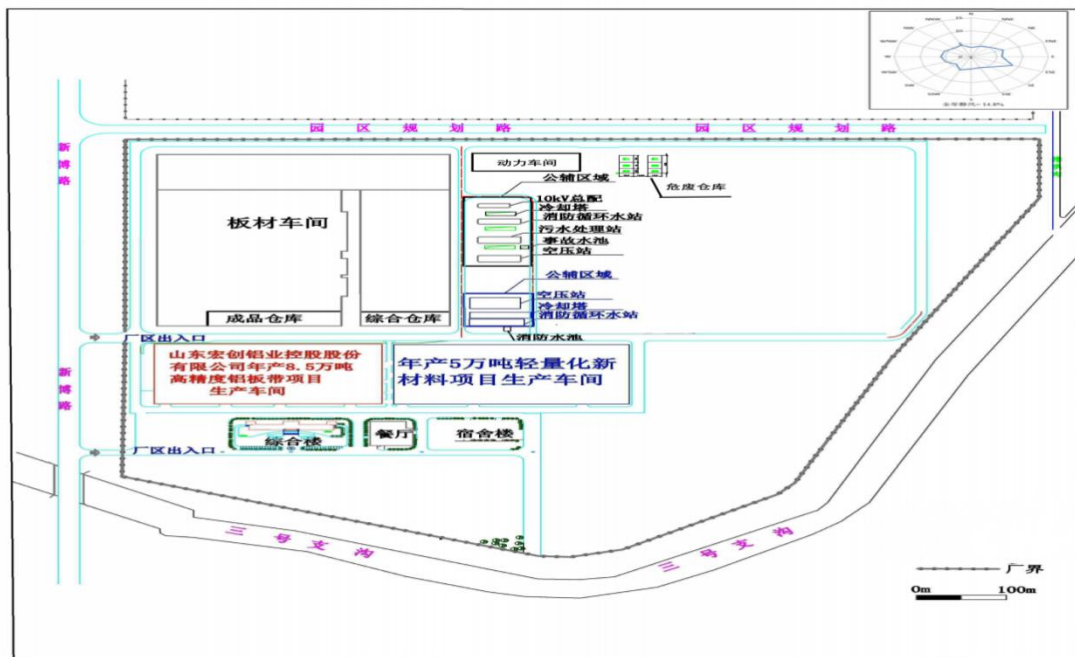 全年静风=14.8%
园区规划路
园区规划路
新博路
动力车间
危废仓库
公辅区域
10kV总配
冷却塔
消防循环水站
污水处理站
事故水池
空压站
板材车间
公辅区域
空压站
冷却塔
消防循环水站
消防水池
成品仓库
综合仓库
厂区出入口
新博路
山东宏创铝业控股股份
有限公司年产8.5万吨
高精度铝板带项目
生产车间
年产5万吨轻量化新
材料项目生产车间
综合楼
餐厅
宿舍楼
厂区出入口
三号支沟
三号支沟
厂界
0m
100m